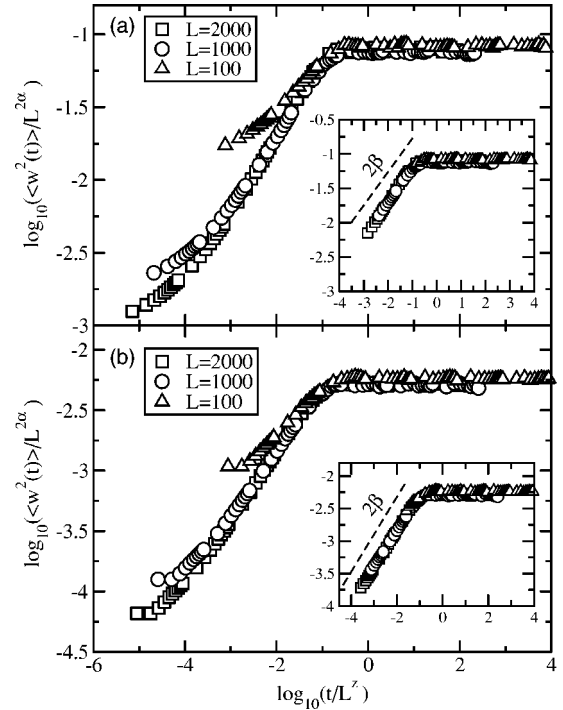 (a)
L=2000
L=1000
L=100
-1
-1.5
-2
-2.5
-3
log₁₀(<w²(t)>/L²ᵅ)
2β
-0.5
-1
-1.5
-2
-2.5
-3
-4 -3 -2 -1 0 1 2 3 4
(b)
L=2000
L=1000
L=100
-2
-2.5
-3
-3.5
-4
-4.5
log₁₀(<w²(t)>/L²ᵅ)
2β
-2
-2.5
-3
-3.5
-4
-4 -2 0 2 4
-6 -4 -2 0 2 4
log₁₀(t/Lᶻ)